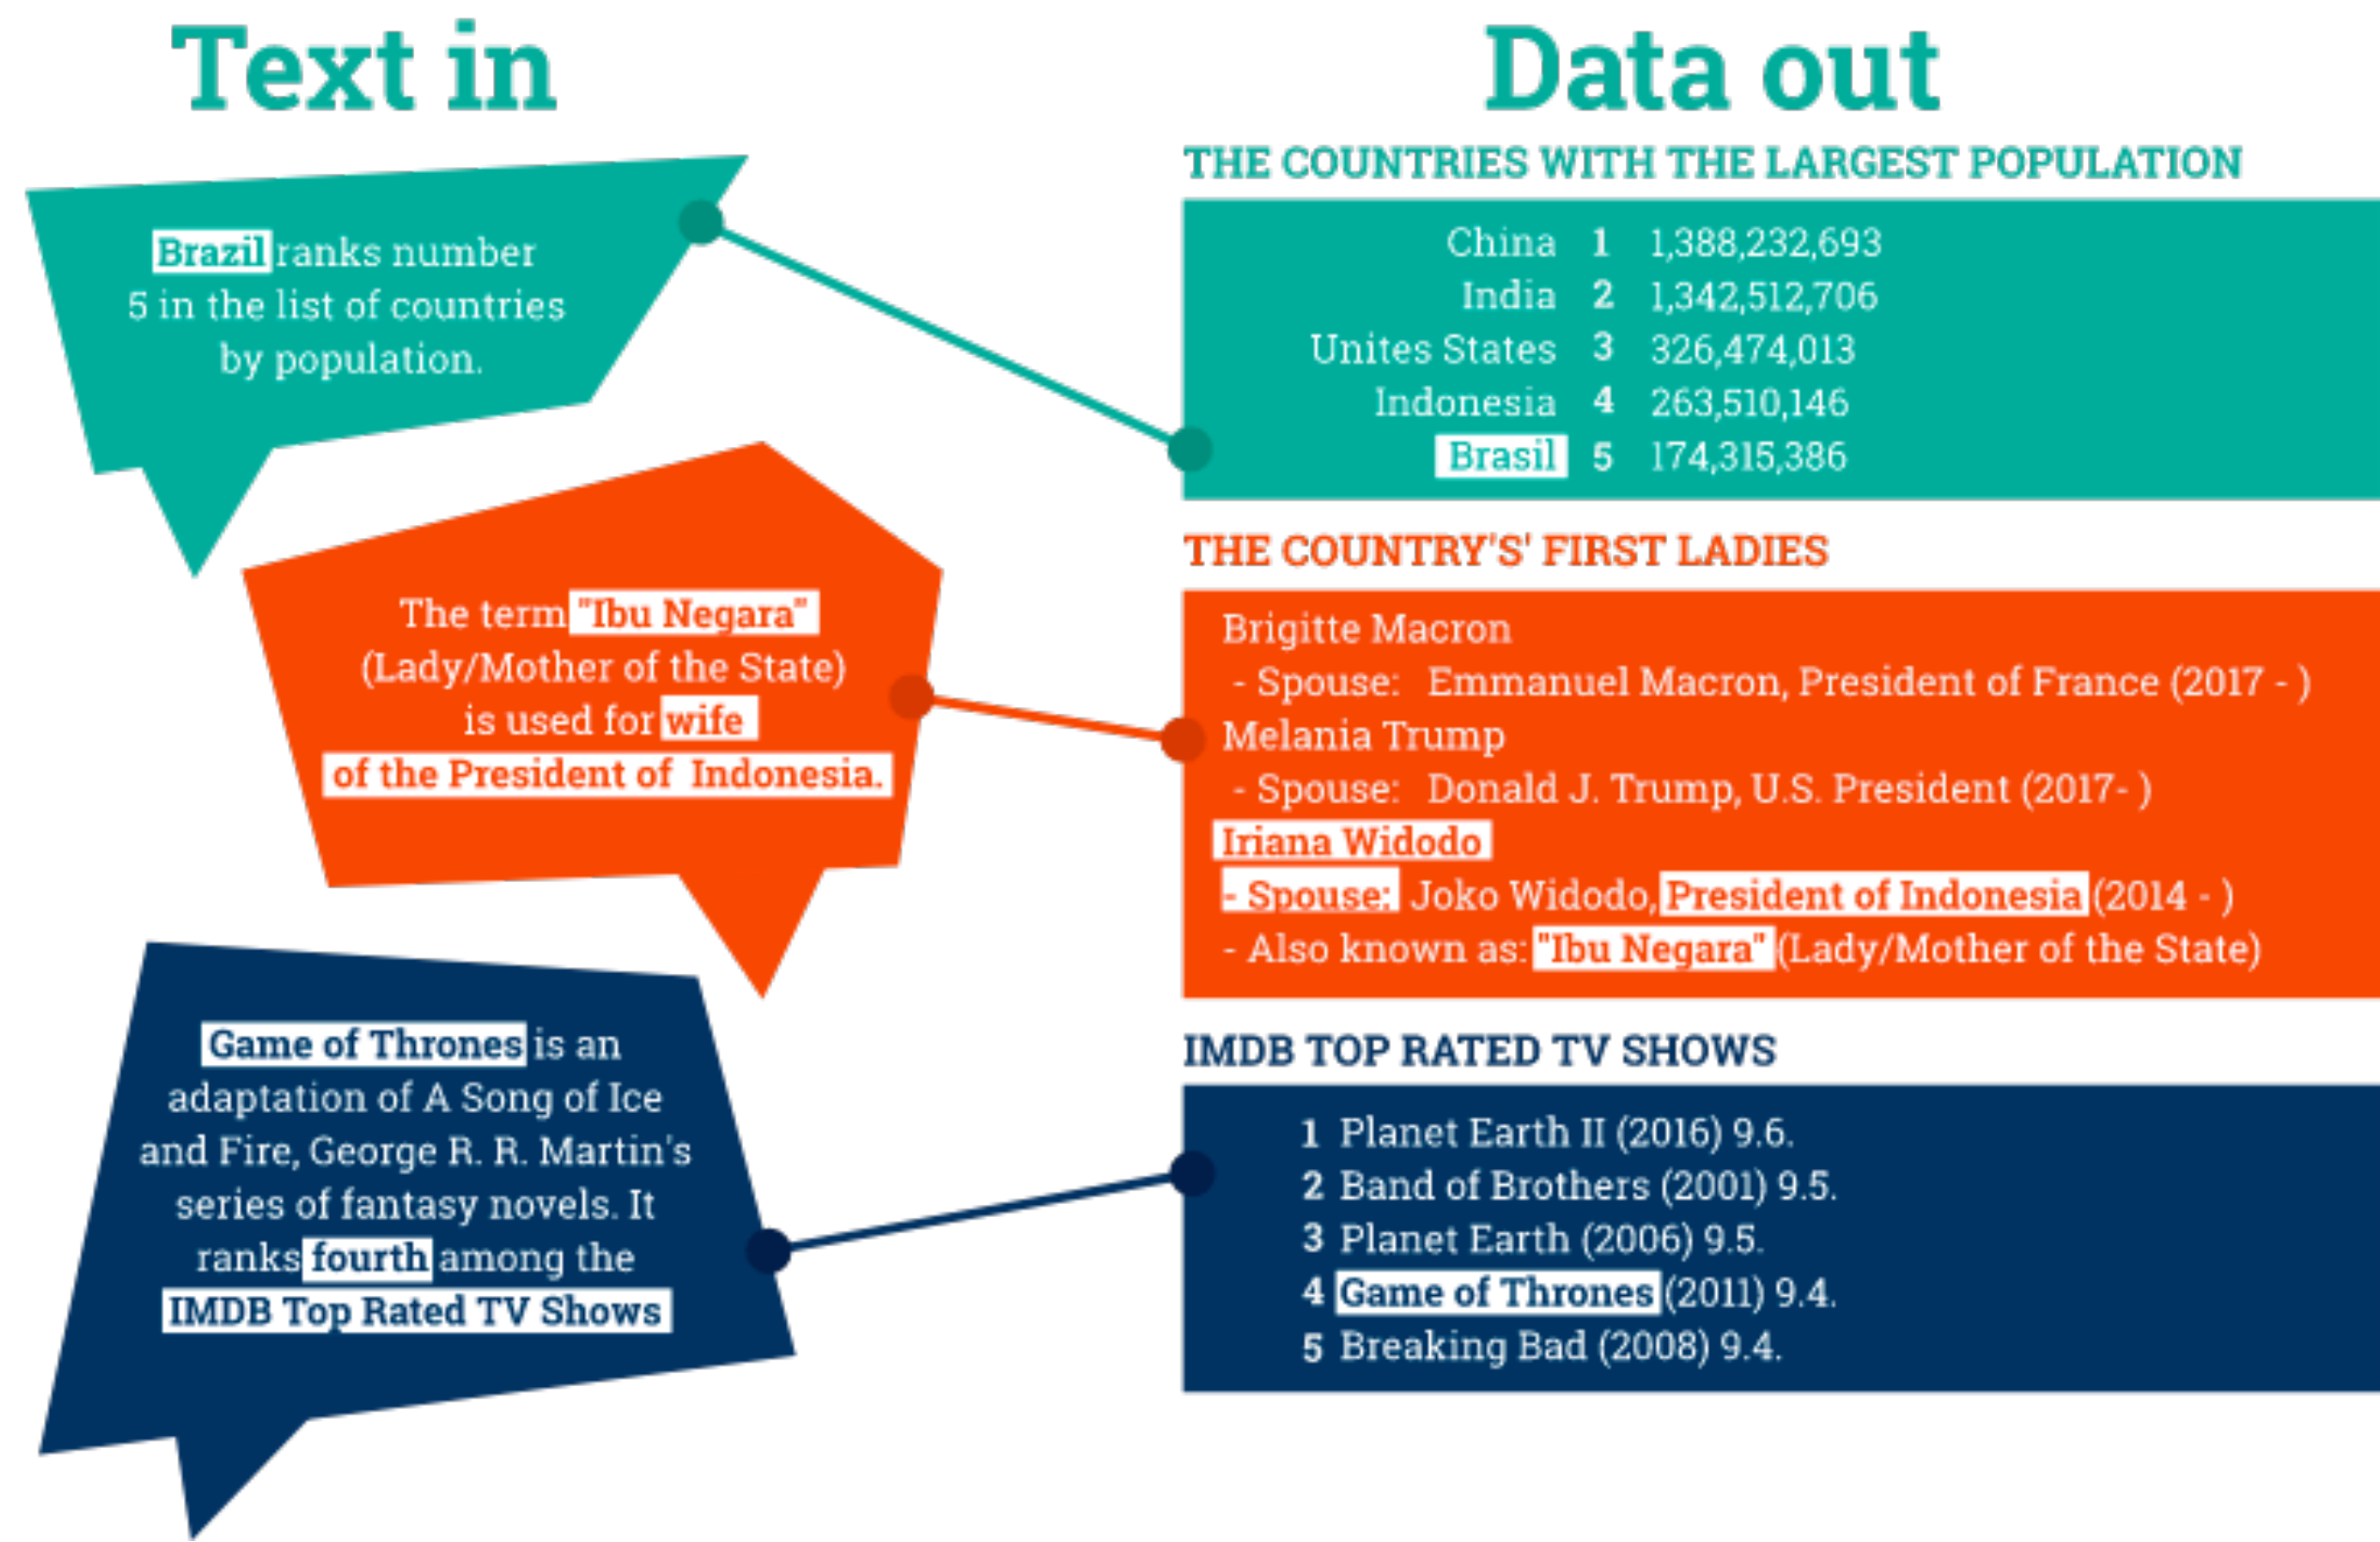 Text in
Brazil ranks number
5 in the list of countries
by population.
The term "Ibu Negara"
(Lady/Mother of the State)
is used for wife
of the President of Indonesia.
Game of Thrones is an
adaptation of A Song of Ice
and Fire, George R. R. Martin's
series of fantasy novels. It
ranks fourth among the
IMDB Top Rated TV Shows
Data out
THE COUNTRIES WITH THE LARGEST POPULATION
China 1 1,388,232,693
India 2 1,342,512,706
Unites States 3 326,474,013
Indonesia 4 263,510,146
Brasil 5 174,315,386
THE COUNTRY'S' FIRST LADIES
Brigitte Macron
- Spouse: Emmanuel Macron, President of France (2017 - )
Melania Trump
- Spouse: Donald J. Trump, U.S. President (2017- )
Iriana Widodo
- Spouse: Joko Widodo, President of Indonesia (2014 - )
- Also known as: "Ibu Negara" (Lady/Mother of the State)
IMDB TOP RATED TV SHOWS
1 Planet Earth II (2016) 9.6.
2 Band of Brothers (2001) 9.5.
3 Planet Earth (2006) 9.5.
4 Game of Thrones (2011) 9.4.
5 Breaking Bad (2008) 9.4.